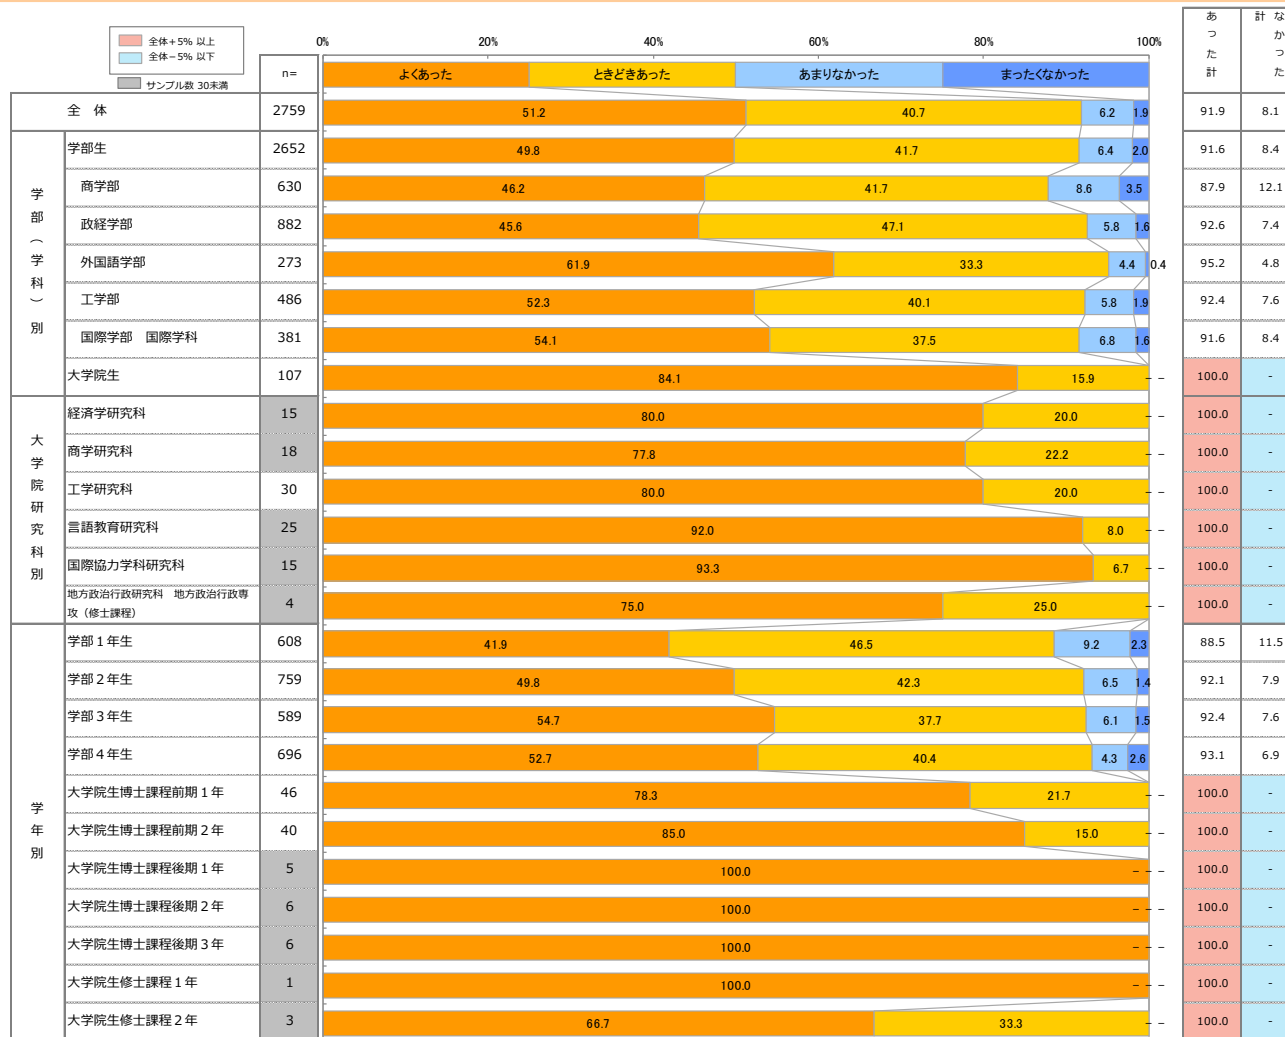 全体+5% 以上
全体-5% 以下
サンプル数 30未満
n=
0% 20% 40% 60% 80% 100%
よくあった ときどきあった あまりなかった まったくなかった
あった計
なかった計
全 体 2759 51.2 40.7 6.2 1.9 91.9 8.1
学部(学科)別
学部生 2652 49.8 41.7 6.4 2.0 91.6 8.4
商学部 630 46.2 41.7 8.6 3.5 87.9 12.1
政経学部 882 45.6 47.1 5.8 1.6 92.6 7.4
外国語学部 273 61.9 33.3 4.4 0.4 95.2 4.8
工学部 486 52.3 40.1 5.8 1.9 92.4 7.6
国際学部 国際学科 381 54.1 37.5 6.8 1.6 91.6 8.4
大学院生 107 84.1 15.9 - - 100.0 -
大学院研究科別
経済学研究科 15 80.0 20.0 - - 100.0 -
商学研究科 18 77.8 22.2 - - 100.0 -
工学研究科 30 80.0 20.0 - - 100.0 -
言語教育研究科 25 92.0 8.0 - - 100.0 -
国際協力学科研究科 15 93.3 6.7 - - 100.0 -
地方政治行政研究科 地方政治行政専
攻(修士課程) 4 75.0 25.0 - - 100.0 -
学年別
学部1年生 608 41.9 46.5 9.2 2.3 88.5 11.5
学部2年生 759 49.8 42.3 6.5 1.4 92.1 7.9
学部3年生 589 54.7 37.7 6.1 1.5 92.4 7.6
学部4年生 696 52.7 40.4 4.3 2.6 93.1 6.9
大学院生博士課程前期1年 46 78.3 21.7 - - 100.0 -
大学院生博士課程前期2年 40 85.0 15.0 - - 100.0 -
大学院生博士課程後期1年 5 100.0 - - - 100.0 -
大学院生博士課程後期2年 6 100.0 - - - 100.0 -
大学院生博士課程後期3年 6 100.0 - - - 100.0 -
大学院生修士課程1年 1 100.0 - - - 100.0 -
大学院生修士課程2年 3 66.7 33.3 - - 100.0 -